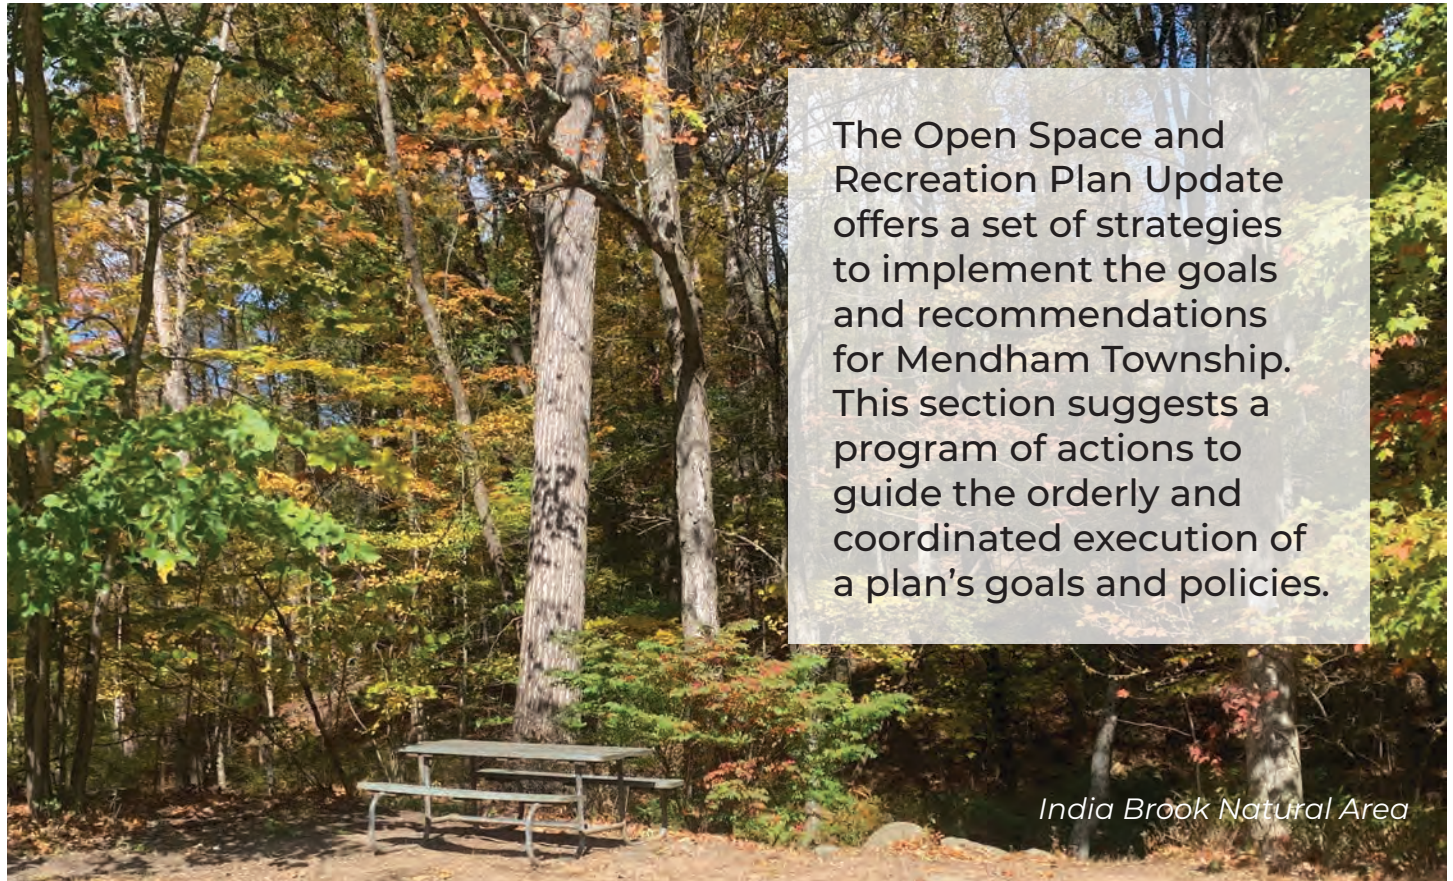 The Open Space and
Recreation Plan Update
offers a set of strategies
to implement the goals
and recommendations
for Mendham Township.
This section suggests a
program of actions to
guide the orderly and
coordinated execution of
a plan’s goals and policies.
India Brook Natural Area